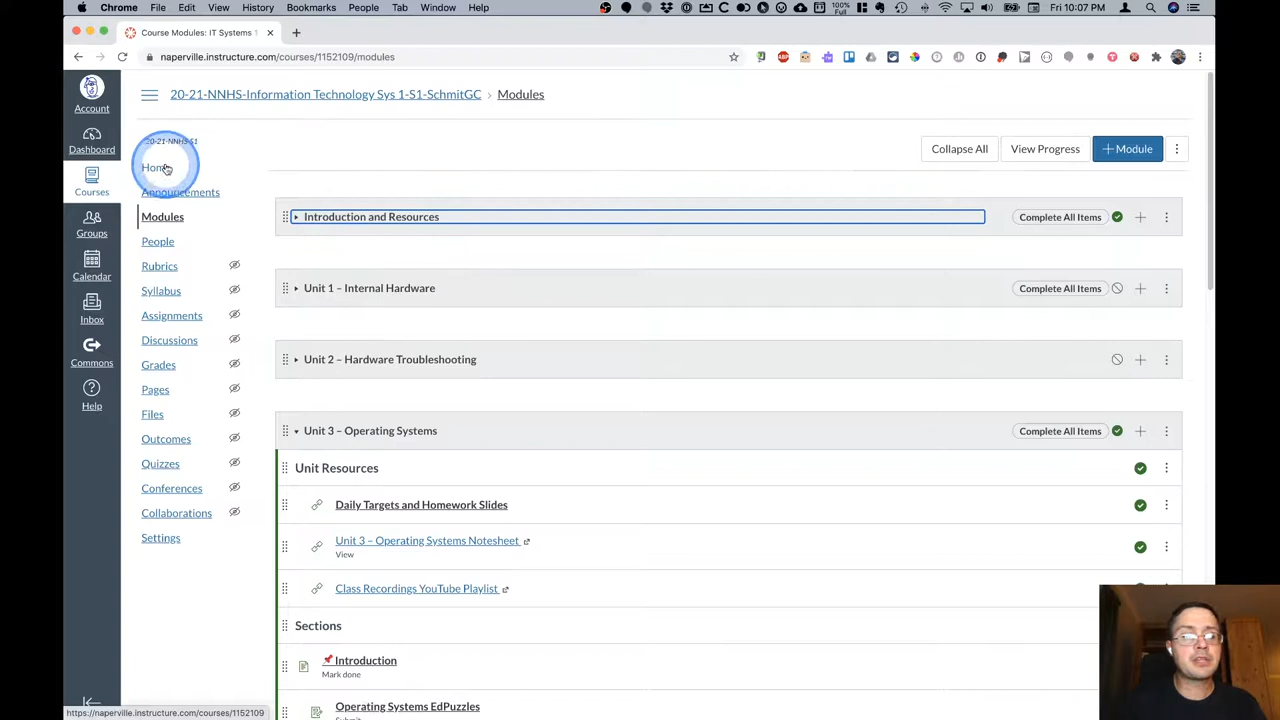 Chrome File Edit View History Bookmarks People Tab Window Help 100% Full Fri 10:07 PM
Course Modules: IT Systems 1
naperville.instructure.com/courses/1152109/modules
20-21-NNHS-Information Technology Sys 1-S1-SchmitGC › Modules
Account
Dashboard
Courses
Groups
Calendar
Inbox
Commons
Help
20-21-NNHS-S1
Home
Announcements
Modules
People
Rubrics
Syllabus
Assignments
Discussions
Grades
Pages
Files
Outcomes
Quizzes
Conferences
Collaborations
Settings
Collapse All View Progress + Module
Introduction and Resources Complete All Items
Unit 1 – Internal Hardware Complete All Items
Unit 2 – Hardware Troubleshooting
Unit 3 – Operating Systems Complete All Items
Unit Resources
Daily Targets and Homework Slides
Unit 3 – Operating Systems Notesheet
View
Class Recordings YouTube Playlist
Sections
Introduction
Mark done
Operating Systems EdPuzzles
https://naperville.instructure.com/courses/1152109